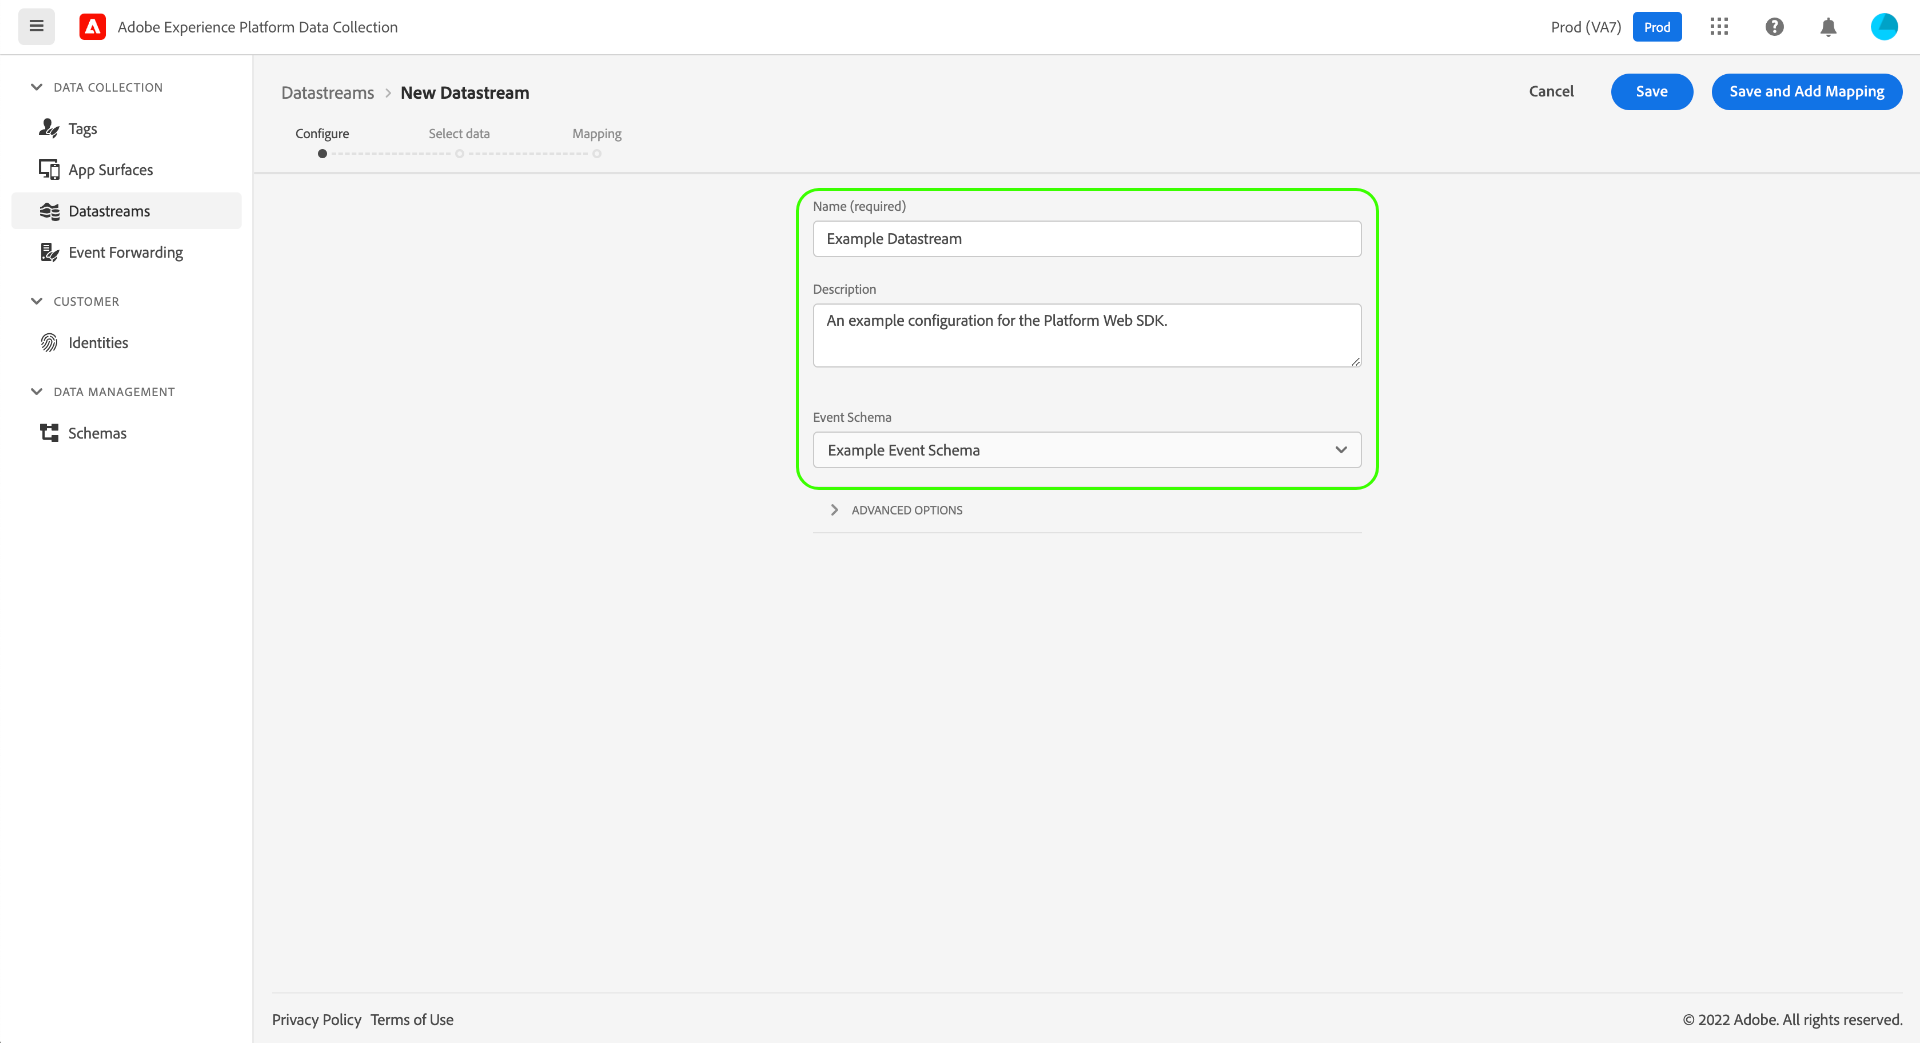 Adobe Experience Platform Data Collection
Prod (VA7)
Prod
DATA COLLECTION
Tags
App Surfaces
Datastreams
Event Forwarding
CUSTOMER
Identities
DATA MANAGEMENT
Schemas
Datastreams > New Datastream
Cancel
Save
Save and Add Mapping
Configure
Select data
Mapping
Name (required)
Example Datastream
Description
An example configuration for the Platform Web SDK.
Event Schema
Example Event Schema
ADVANCED OPTIONS
Privacy Policy
Terms of Use
© 2022 Adobe. All rights reserved.